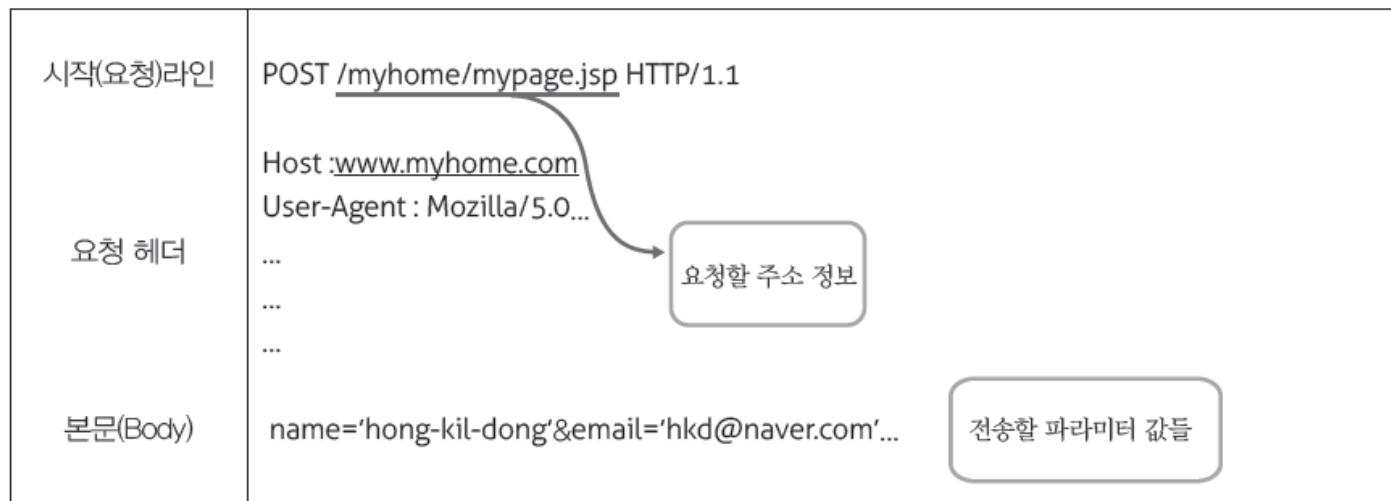 시작(요청)라인
POST /myhome/mypage.jsp HTTP/1.1
요청 헤더
Host :www.myhome.com
User-Agent : Mozilla/5.0...
...
...
...
요청할 주소 정보
본문(Body)
name='hong-kil-dong'&email='hkd@naver.com'...
전송할 파라미터 값들